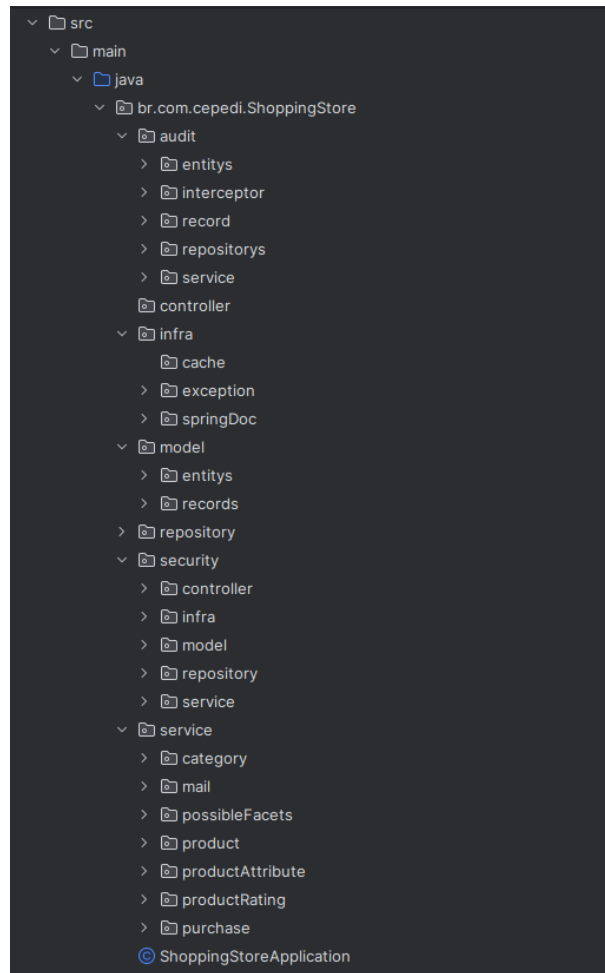 src
main
java
br.com.cepedi.ShoppingStore
audit
entitys
interceptor
record
repositorys
service
controller
infra
cache
exception
springDoc
model
entitys
records
repository
security
controller
infra
model
repository
service
service
category
mail
possibleFacets
product
productAttribute
productRating
purchase
ShoppingStoreApplication